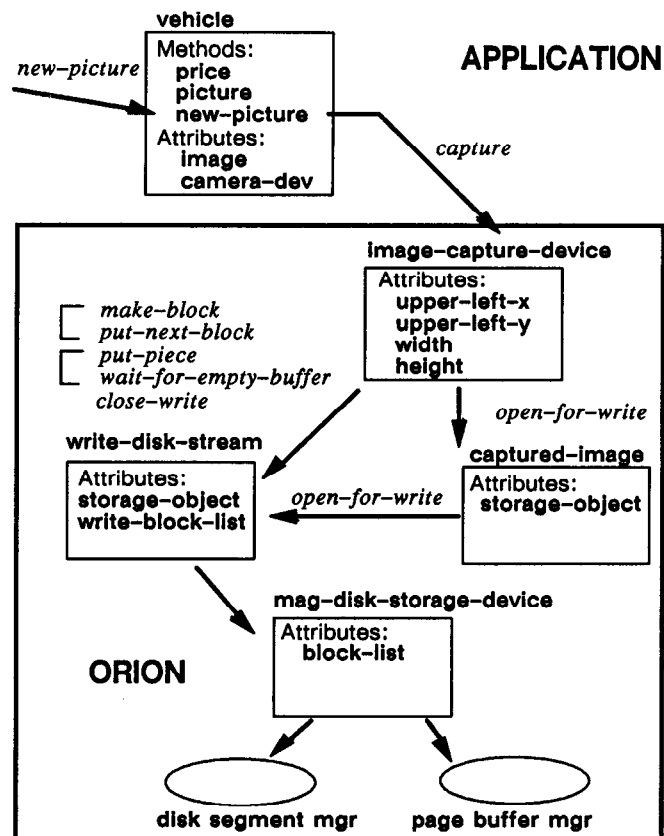 vehicle
APPLICATION
new-picture
Methods:
price
picture
new-picture
Attributes:
image
camera-dev
capture
image-capture-device
Attributes:
upper-left-x
upper-left-y
width
height
make-block
put-next-block
put-piece
wait-for-empty-buffer
close-write
open-for-write
write-disk-stream
Attributes:
storage-object
write-block-list
open-for-write
captured-image
Attributes:
storage-object
mag-disk-storage-device
Attributes:
block-list
ORION
disk segment mgr
page buffer mgr